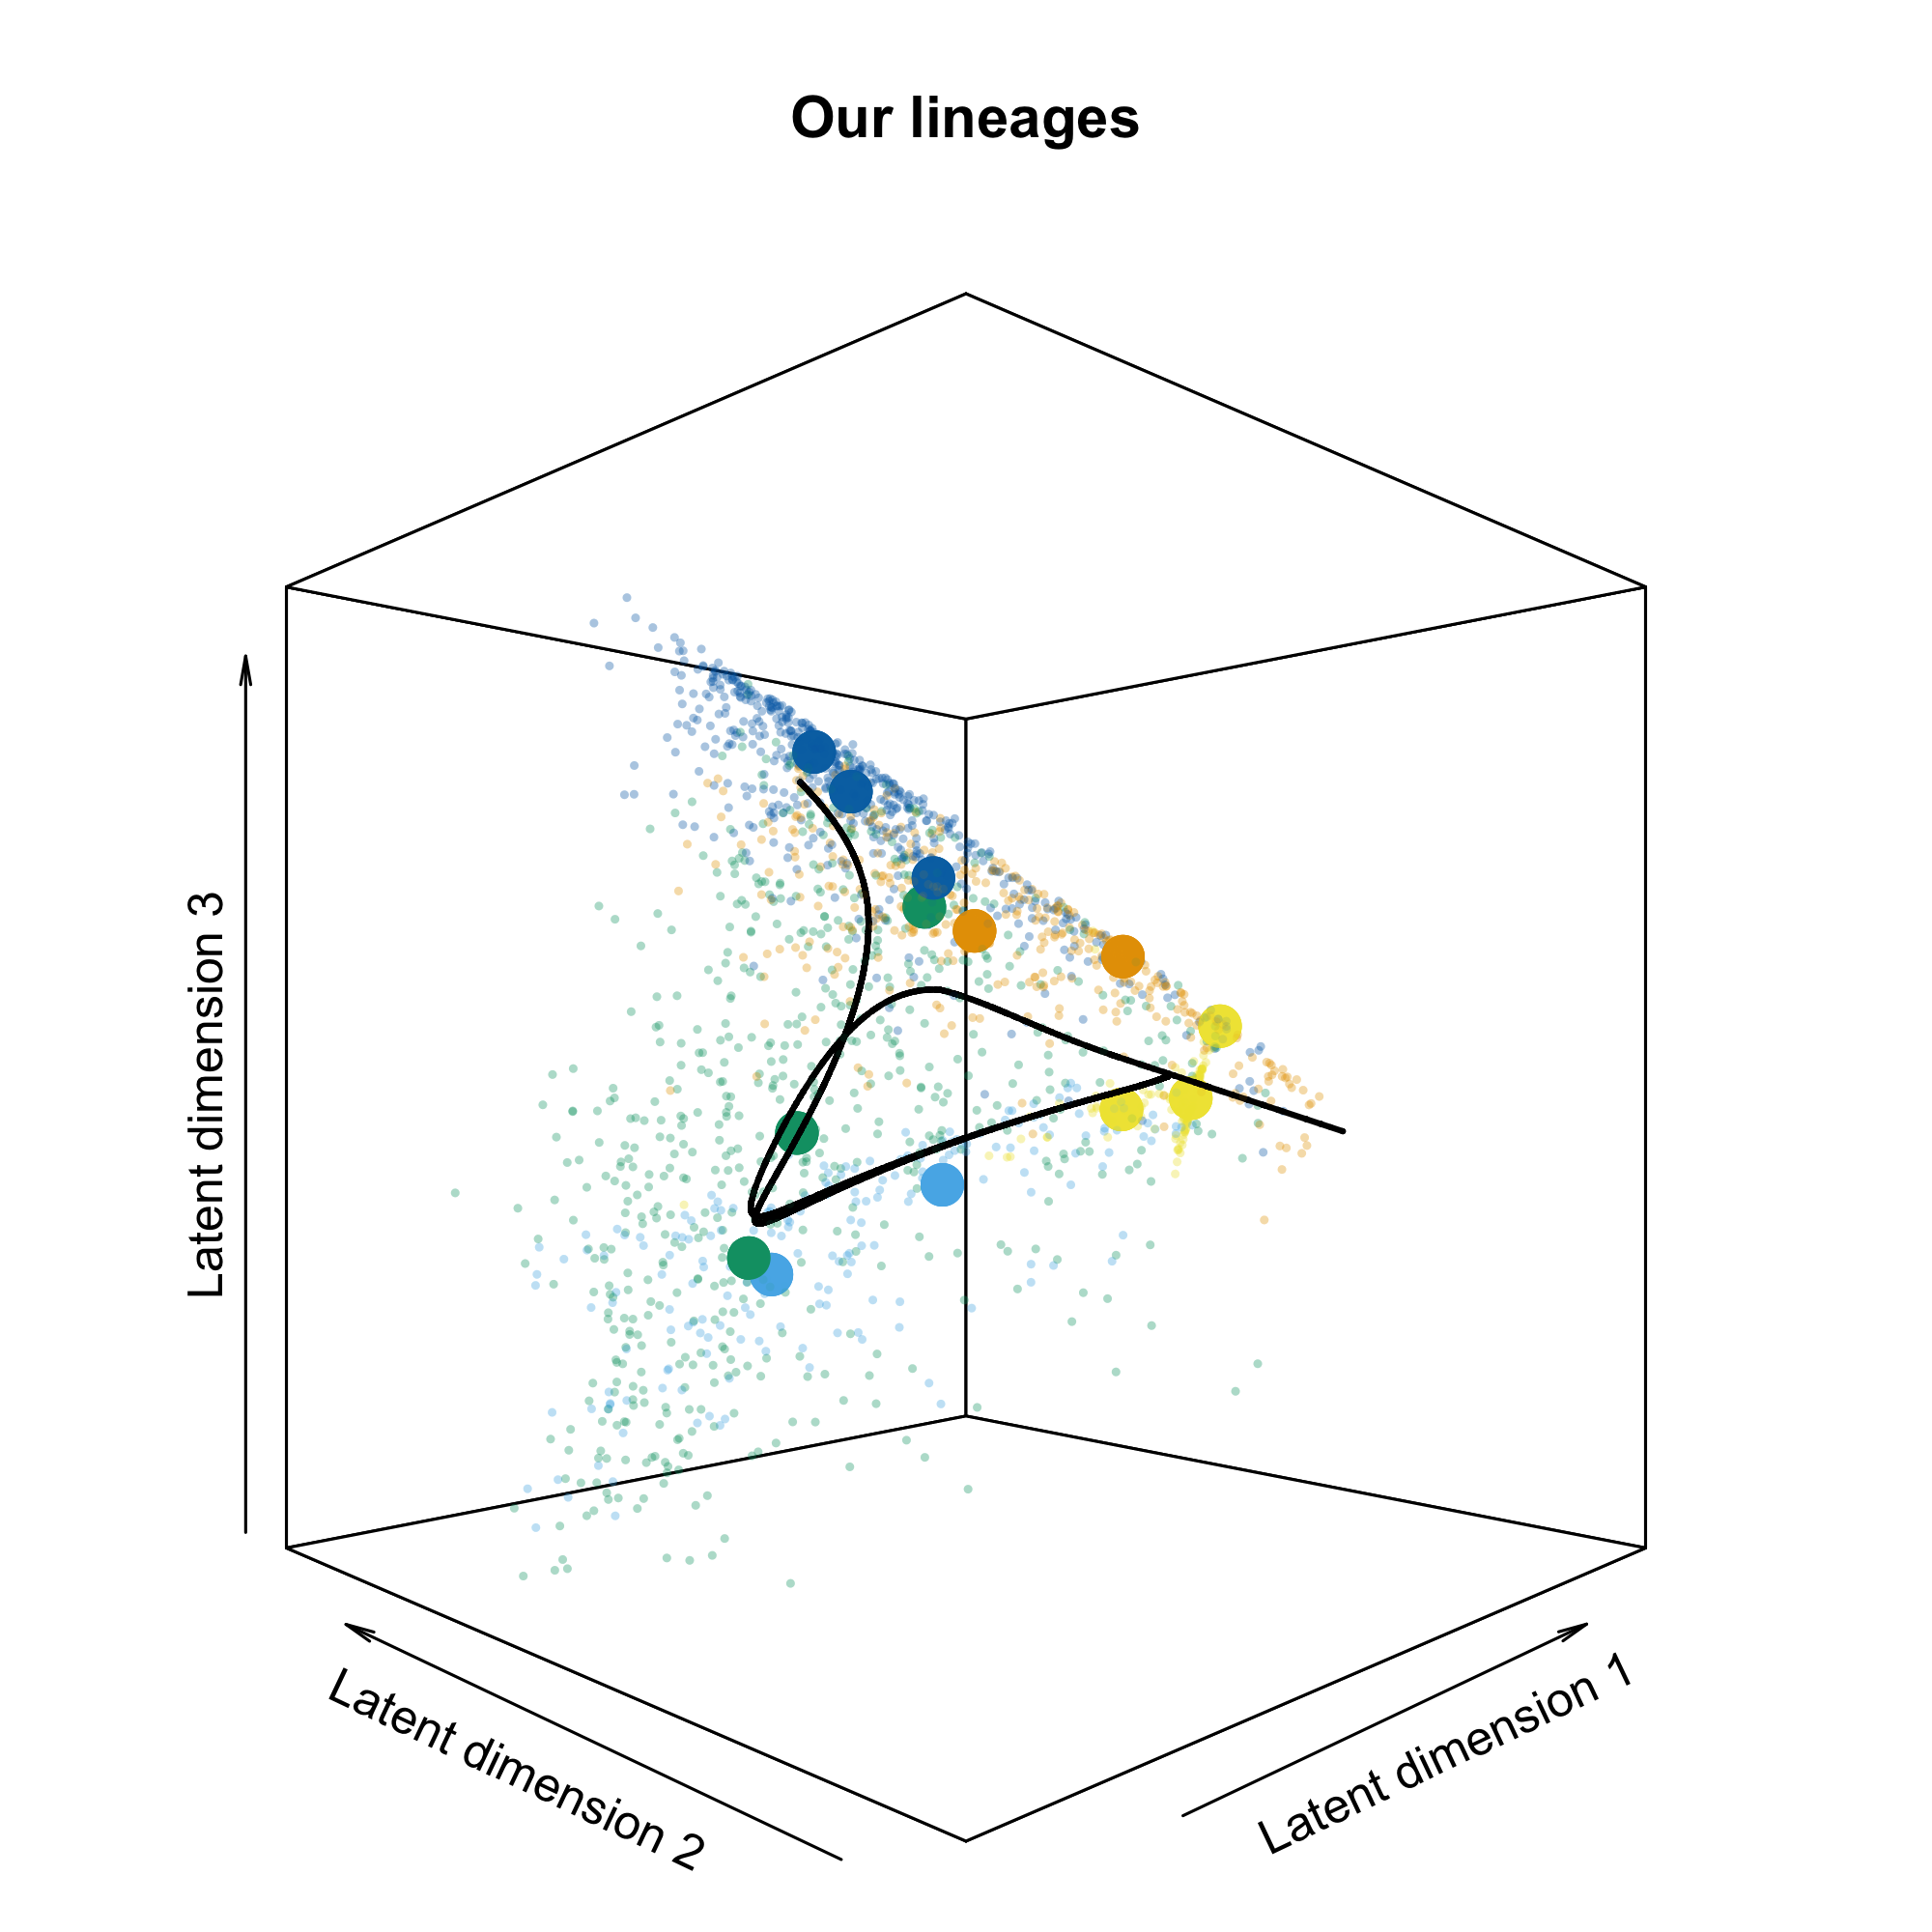 Our lineages
Latent dimension 3
Latent dimension 2
Latent dimension 1